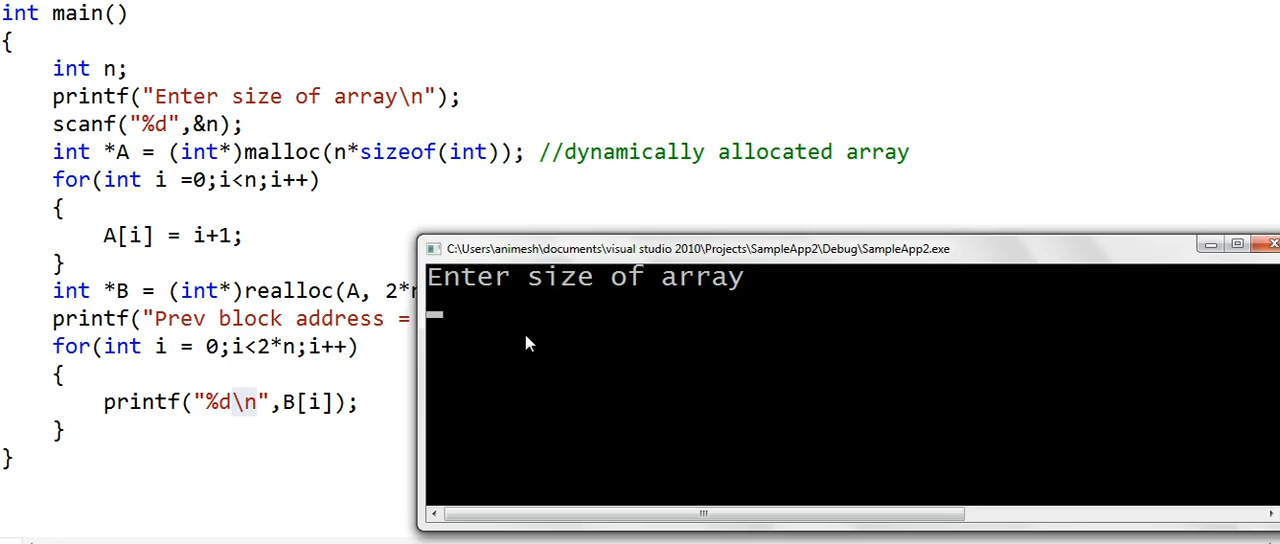 int main()
{
int n;
printf("Enter size of array\n");
scanf("%d",&n);
int *A = (int*)malloc(n*sizeof(int)); //dynamically allocated array
for(int i =0;i<n;i++)
{
A[i] = i+1;
}
int *B = (int*)realloc(A, 2*
printf("Prev block address =
for(int i = 0;i<2*n;i++)
{
printf("%d\n",B[i]);
}
}
C:\Users\animesh\documents\visual studio 2010\Projects\SampleApp2\Debug\SampleApp2.exe
Enter size of array